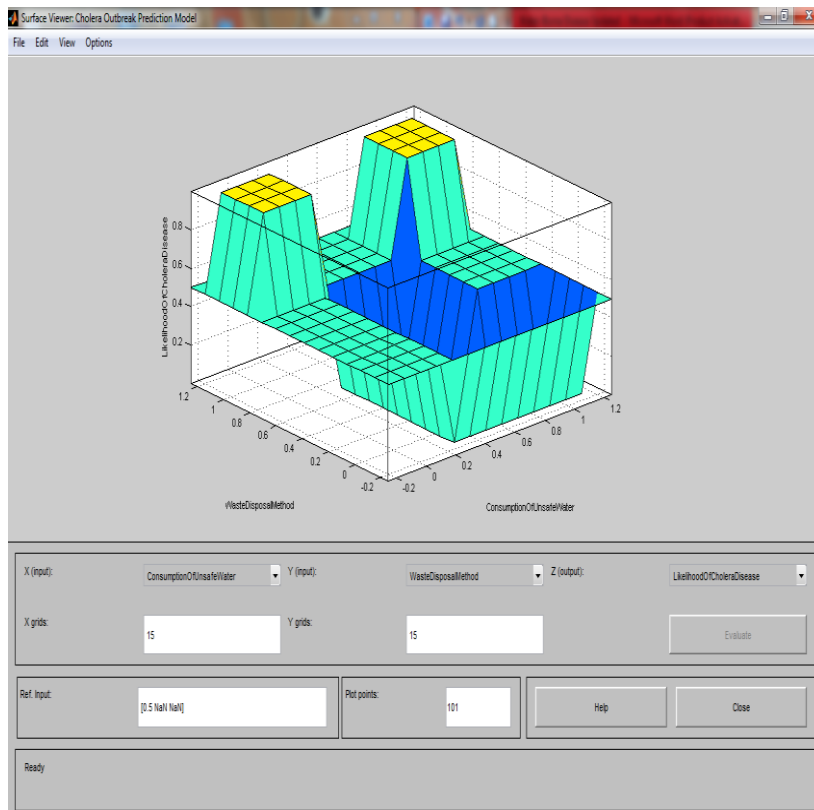 Surface Viewer: Cholera Outbreak Prediction Model
File Edit View Options
LikelihoodOfCholeraDisease
0.8
0.6
0.4
0.2
1.2
1
0.8
0.6
0.4
0.2
0
-0.2
-0.2
0
0.2
0.4
0.6
0.8
1
1.2
WasteDisposalMethod
ConsumptionOfUnsafeWater
X (input): ConsumptionOfUnsafeWater Y (input): WasteDisposalMethod Z (output): LikelihoodOfCholeraDisease
X grids: 15 Y grids: 15 Evaluate
Ref. Input: [0.5 NaN NaN] Plot points: 101 Help Close
Ready